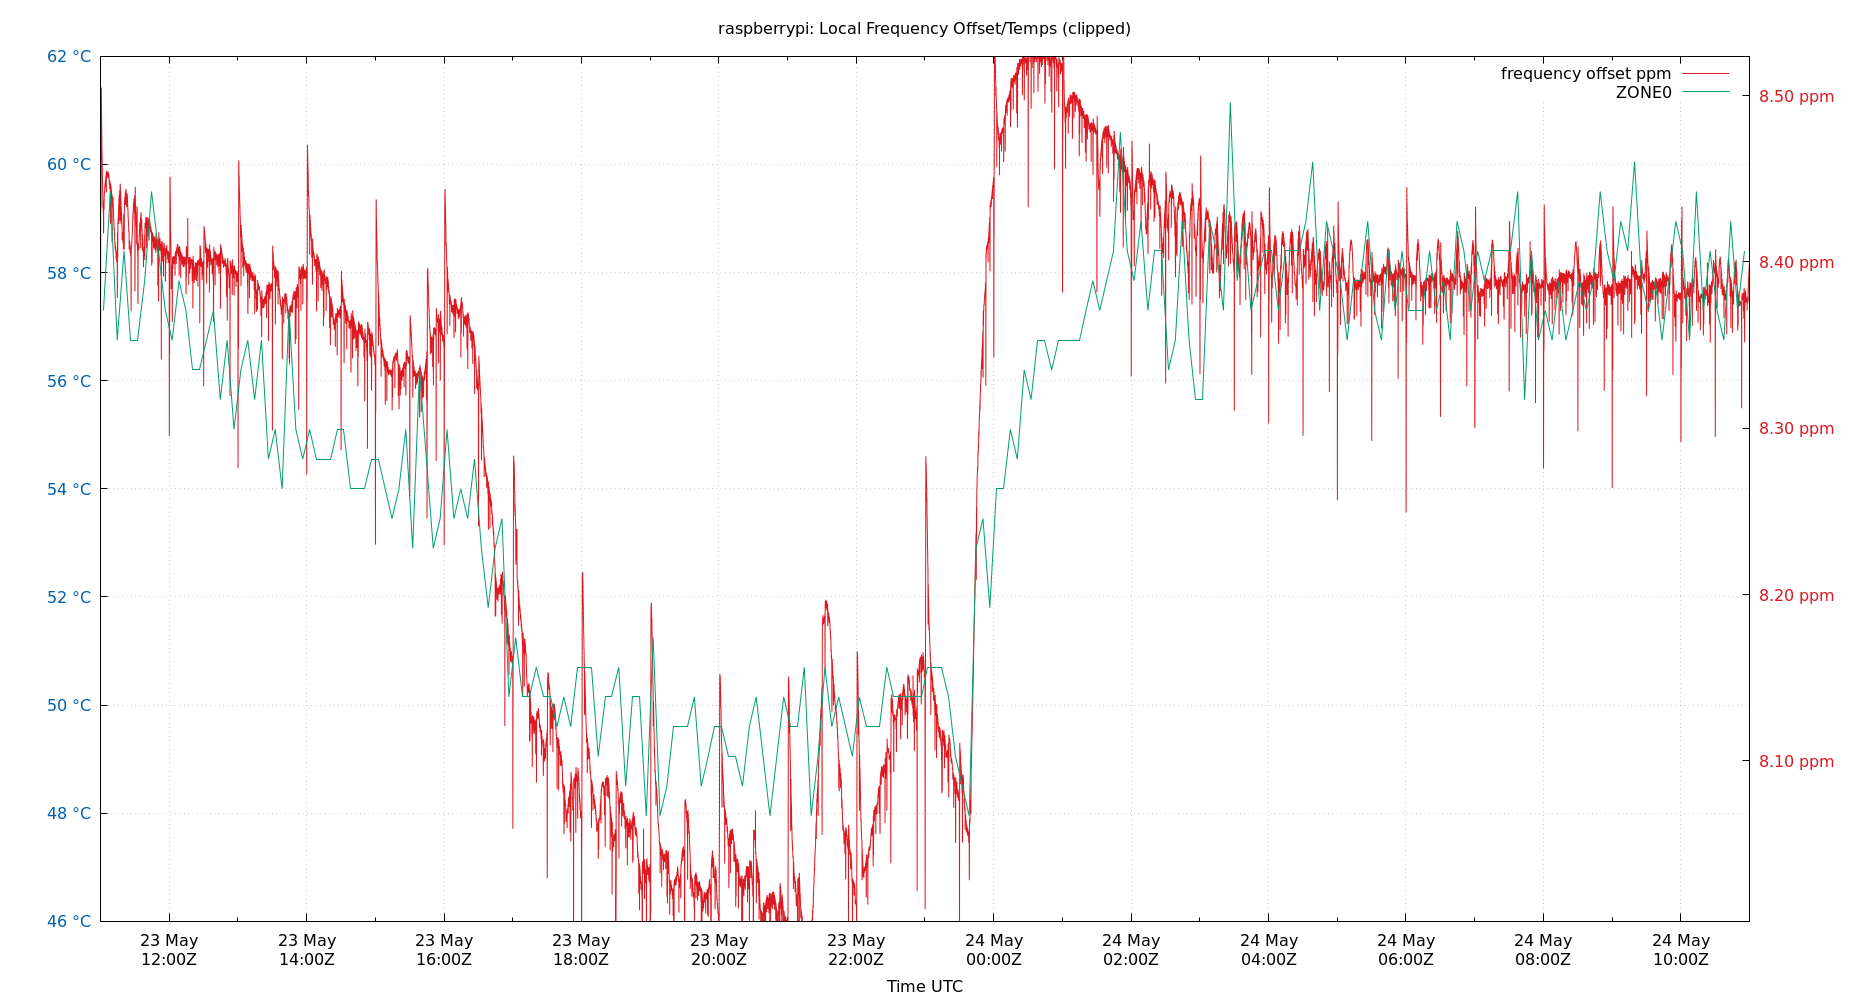 raspberrypi: Local Frequency Offset/Temps (clipped)
frequency offset ppm
ZONE0
62 °C
60 °C
58 °C
56 °C
54 °C
52 °C
50 °C
48 °C
46 °C
8.50 ppm
8.40 ppm
8.30 ppm
8.20 ppm
8.10 ppm
23 May 23 May 23 May 23 May 23 May 23 May 24 May 24 May 24 May 24 May 24 May 24 May
12:00Z 14:00Z 16:00Z 18:00Z 20:00Z 22:00Z 00:00Z 02:00Z 04:00Z 06:00Z 08:00Z 10:00Z
Time UTC